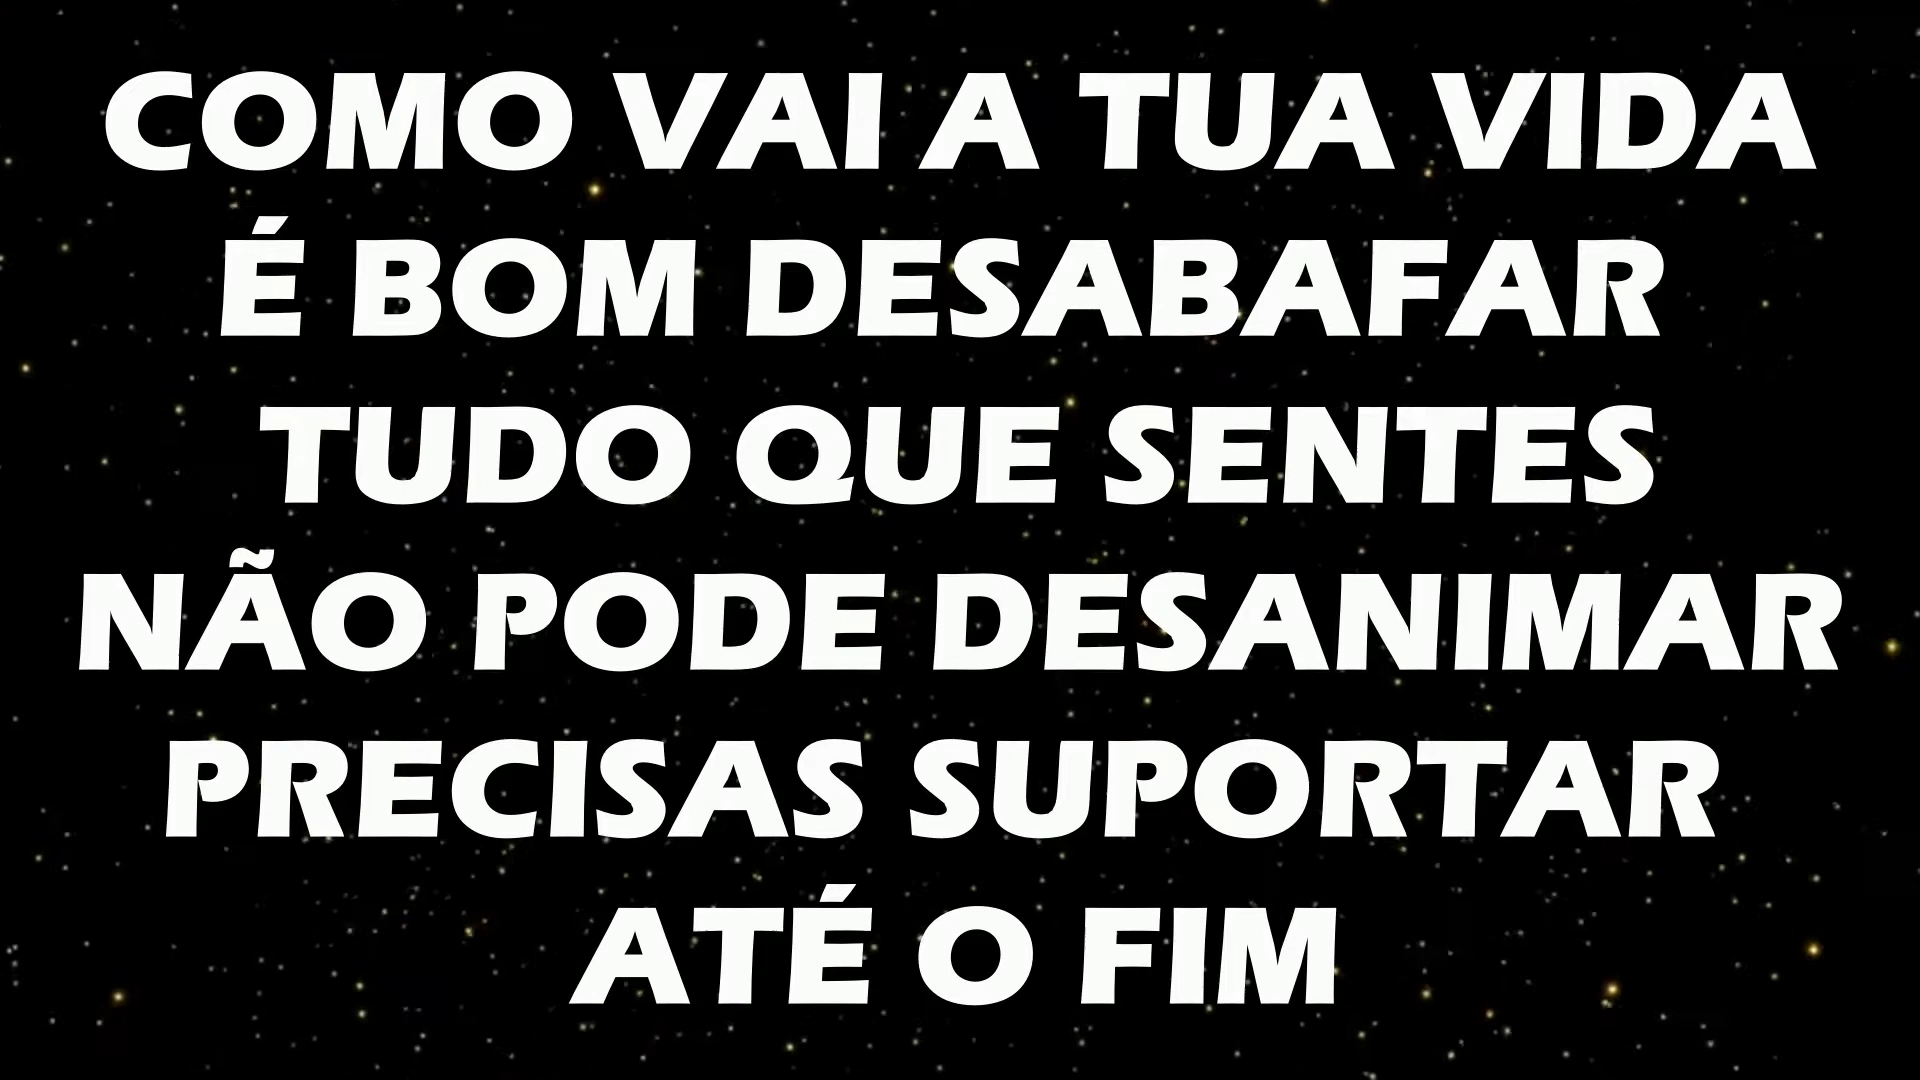 COMO VAI A TUA VIDA
É BOM DESABAFAR
TUDO QUE SENTES
NÃO PODE DESANIMAR
PRECISAS SUPORTAR
ATÉ O FIM